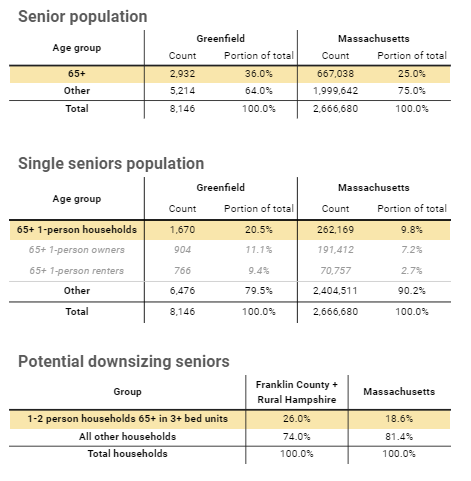 Senior population
Age group Greenfield Massachusetts
Count Portion of total Count Portion of total
65+ 2,932 36.0% 667,038 25.0%
Other 5,214 64.0% 1,999,642 75.0%
Total 8,146 100.0% 2,666,680 100.0%
Single seniors population
Age group Greenfield Massachusetts
Count Portion of total Count Portion of total
65+ 1-person households 1,670 20.5% 262,169 9.8%
65+ 1-person owners 904 11.1% 191,412 7.2%
65+ 1-person renters 766 9.4% 70,757 2.7%
Other 6,476 79.5% 2,404,511 90.2%
Total 8,146 100.0% 2,666,680 100.0%
Potential downsizing seniors
Group Franklin County + Rural Hampshire Massachusetts
1-2 person households 65+ in 3+ bed units 26.0% 18.6%
All other households 74.0% 81.4%
Total households 100.0% 100.0%